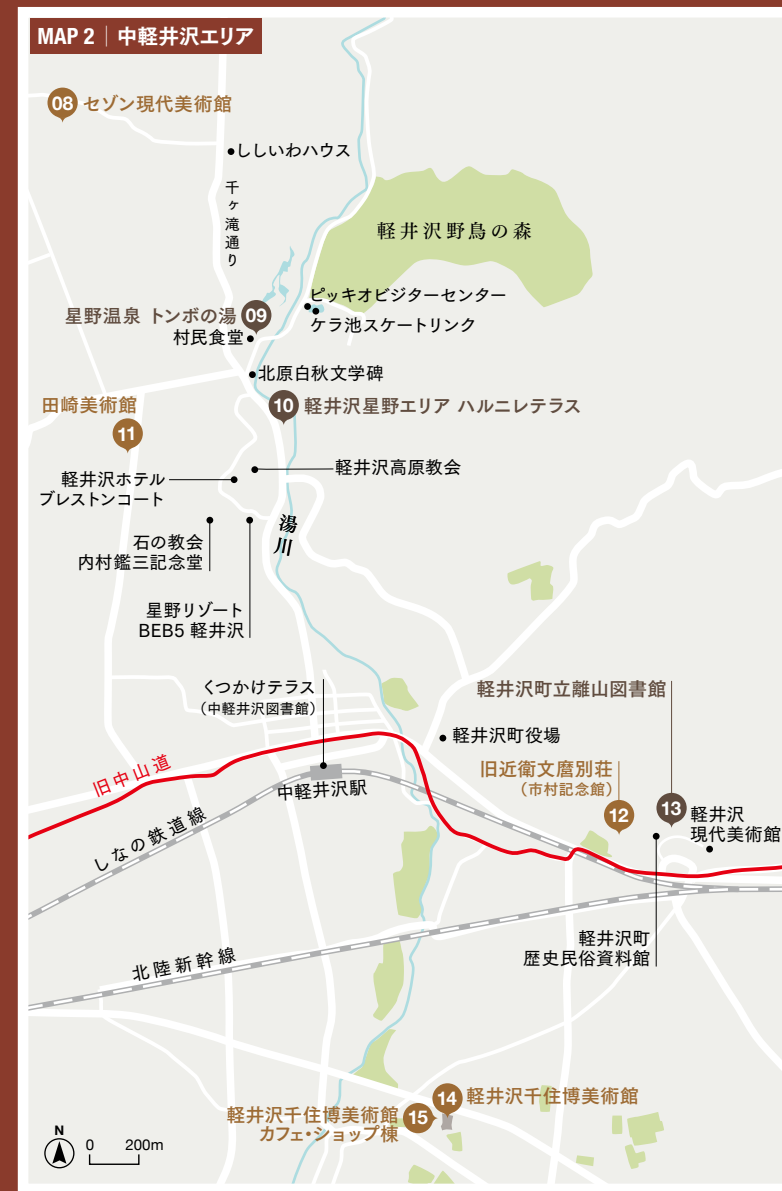 MAP 2｜中軽井沢エリア
08 セゾン現代美術館
ししいわハウス
千ヶ滝通り
軽井沢野鳥の森
ピッキオビジターセンター
ケラ池スケートリンク
星野温泉 トンボの湯 09
村民食堂
北原白秋文学碑
田崎美術館
11
10 軽井沢星野エリア ハルニレテラス
軽井沢高原教会
軽井沢ホテル
ブレストンコート
湯川
石の教会
内村鑑三記念堂
星野リゾート
BEB5 軽井沢
くつかけテラス
（中軽井沢図書館）
軽井沢町立離山図書館
軽井沢町役場
旧中山道
旧近衛文麿別荘
（市村記念館）
12
13
中軽井沢駅
軽井沢
現代美術館
しなの鉄道線
軽井沢町
歴史民俗資料館
北陸新幹線
14 軽井沢千住博美術館
軽井沢千住博美術館 15
カフェ・ショップ棟
N
0 200m